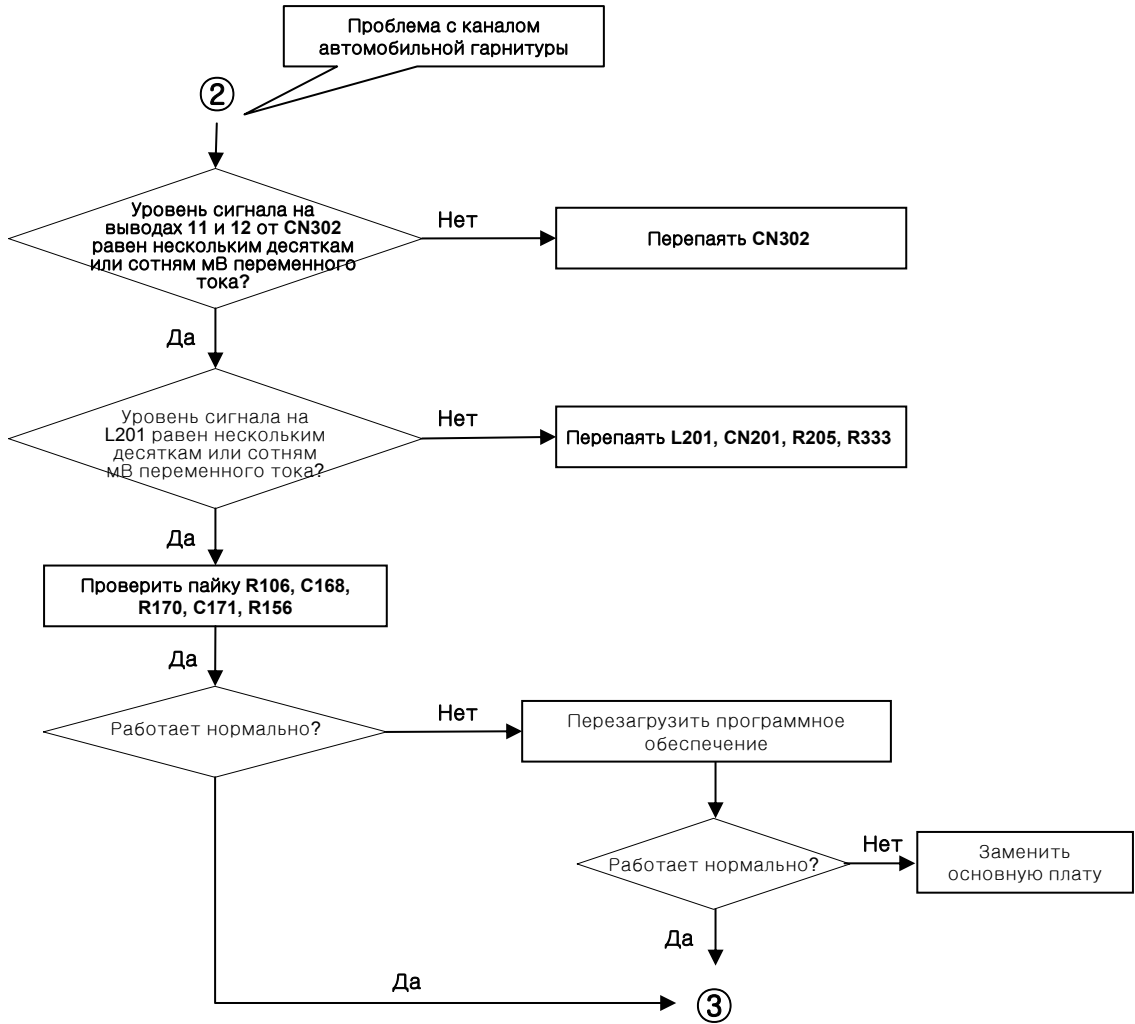 Проблема с каналом
автомобильной гарнитуры
②
Уровень сигнала на
выводах 11 и 12 от CN302
равен нескольким десяткам
или сотням мВ переменного
тока?
Нет
Перепаять CN302
Да
Уровень сигнала на
L201 равен нескольким
десяткам или сотням
мВ переменного тока?
Нет
Перепаять L201, CN201, R205, R333
Да
Проверить пайку R106, C168,
R170, C171, R156
Да
Работает нормально?
Нет
Перезагрузить программное
обеспечение
Работает нормально?
Нет
Заменить
основную плату
Да
Да
③